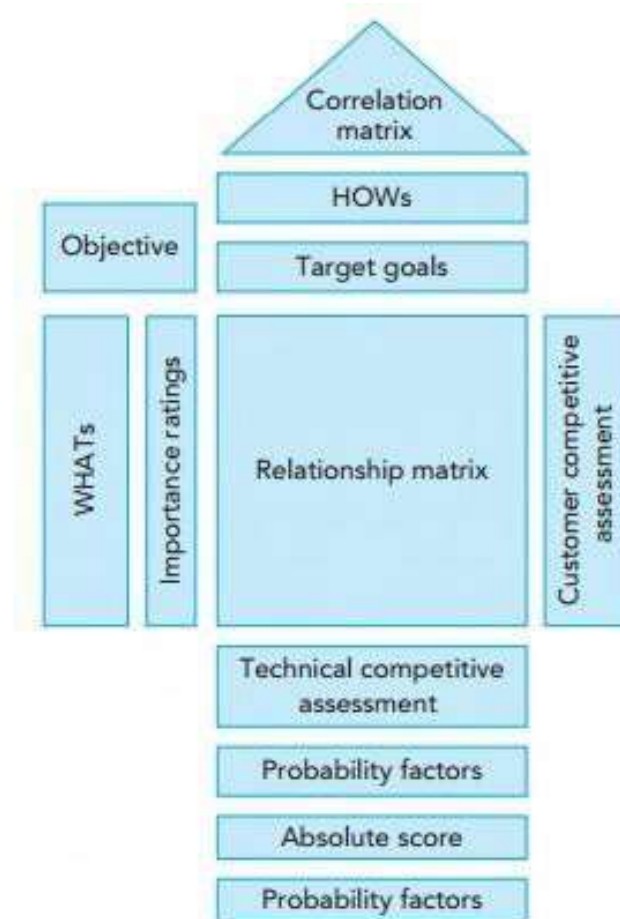 Correlation
matrix
HOWs
Objective
Target goals
WHATs
Importance ratings
Relationship matrix
Customer competitive
assessment
Technical competitive
assessment
Probability factors
Absolute score
Probability factors